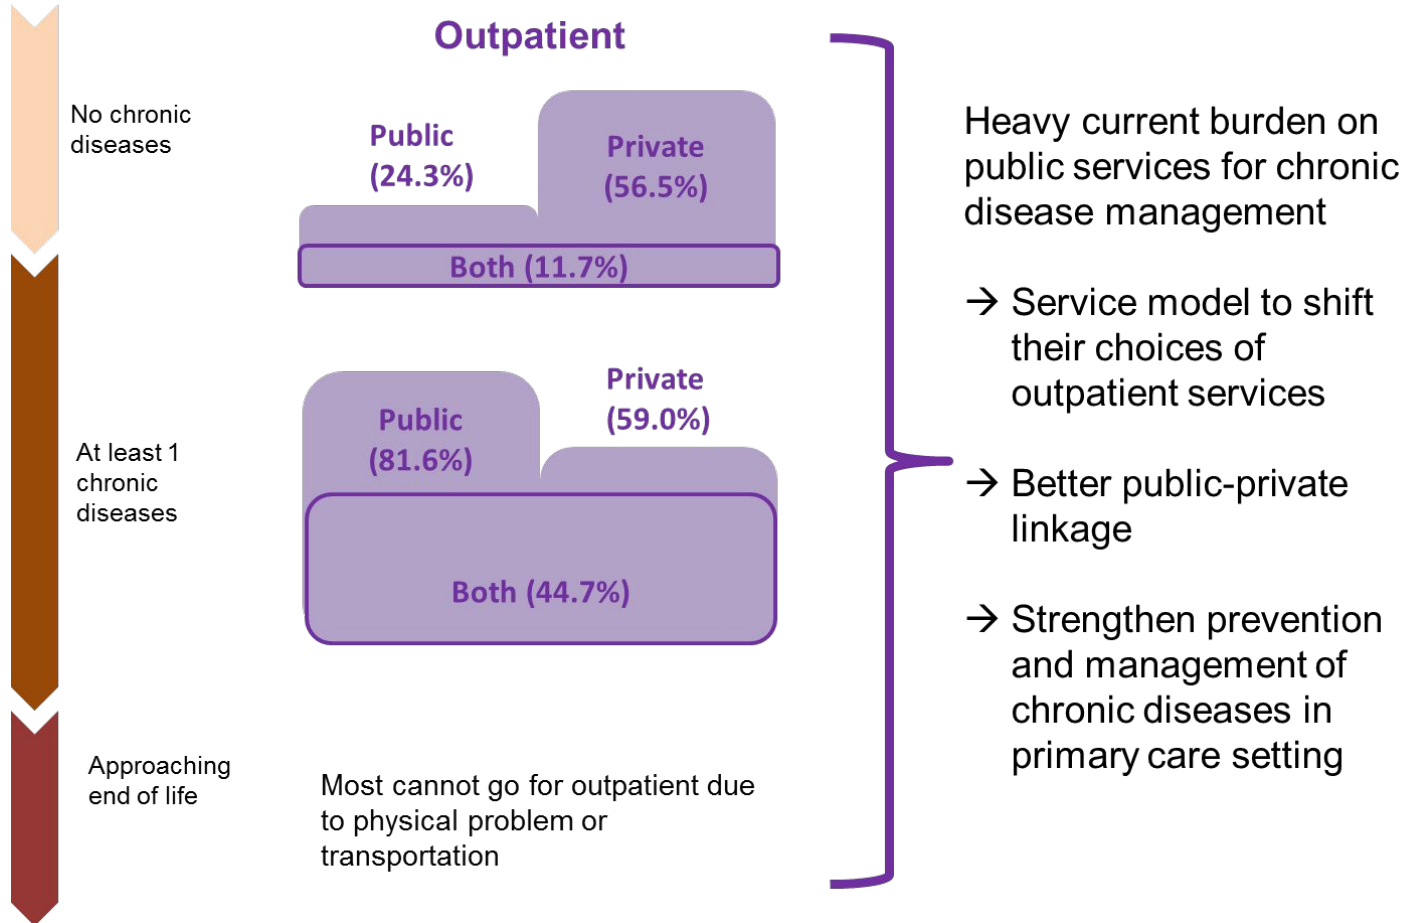 Outpatient
No chronic
diseases
Public
(24.3%)
Private
(56.5%)
Both (11.7%)
At least 1
chronic
diseases
Public
(81.6%)
Private
(59.0%)
Both (44.7%)
Approaching
end of life
Most cannot go for outpatient due
to physical problem or
transportation
Heavy current burden on
public services for chronic
disease management
→ Service model to shift
their choices of
outpatient services
→ Better public-private
linkage
→ Strengthen prevention
and management of
chronic diseases in
primary care setting